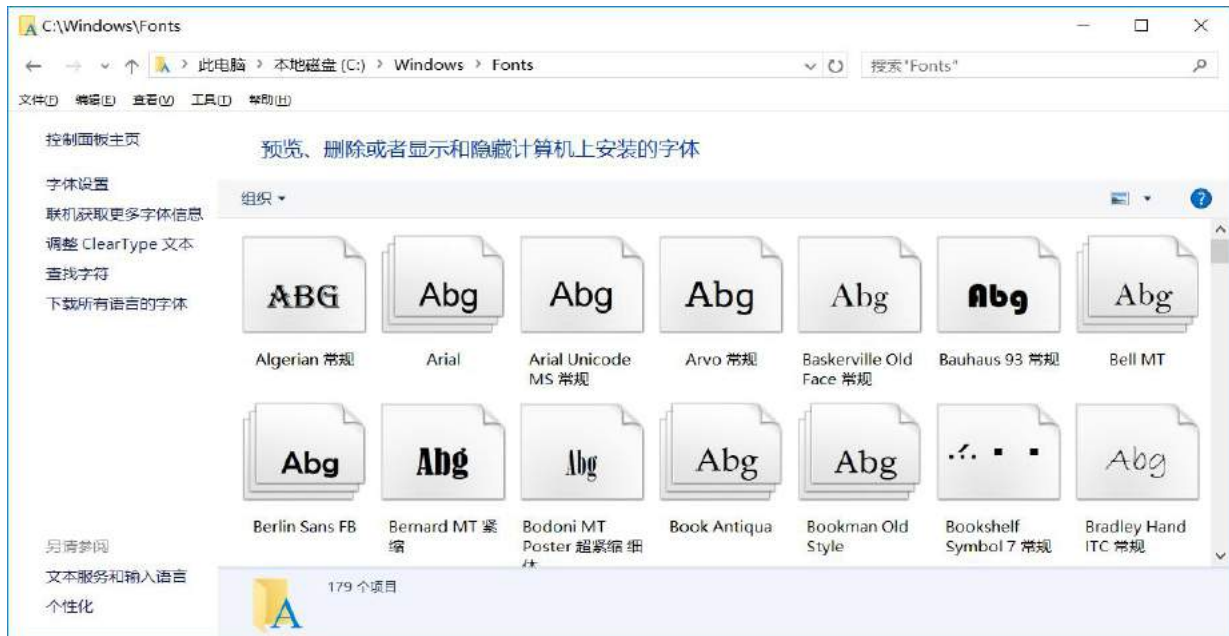 C:\Windows\Fonts
此电脑 > 本地磁盘 (C:) > Windows > Fonts
搜索"Fonts"
文件(F) 编辑(E) 查看(V) 工具(T) 帮助(H)
控制面板主页
字体设置
联机获取更多字体信息
调整 ClearType 文本
查找字符
下载所有语言的字体
另请参阅
文本服务和输入语言
个性化
预览、删除或者显示和隐藏计算机上安装的字体
组织
ABG Abg Abg Abg Abg Abg Abg
Algerian 常规 Arial Arial Unicode Arvo 常规 Baskerville Old Bauhaus 93 常规 Bell MT
MS 常规 Face 常规
Abg Abg Abg Abg Abg Abg
Berlin Sans FB Bernard MT 紧 Bodoni MT Book Antiqua Bookman Old Bookshelf Bradley Hand
缩 Poster 超紧缩 细 Style Symbol 7 常规 ITC 常规
179 个项目